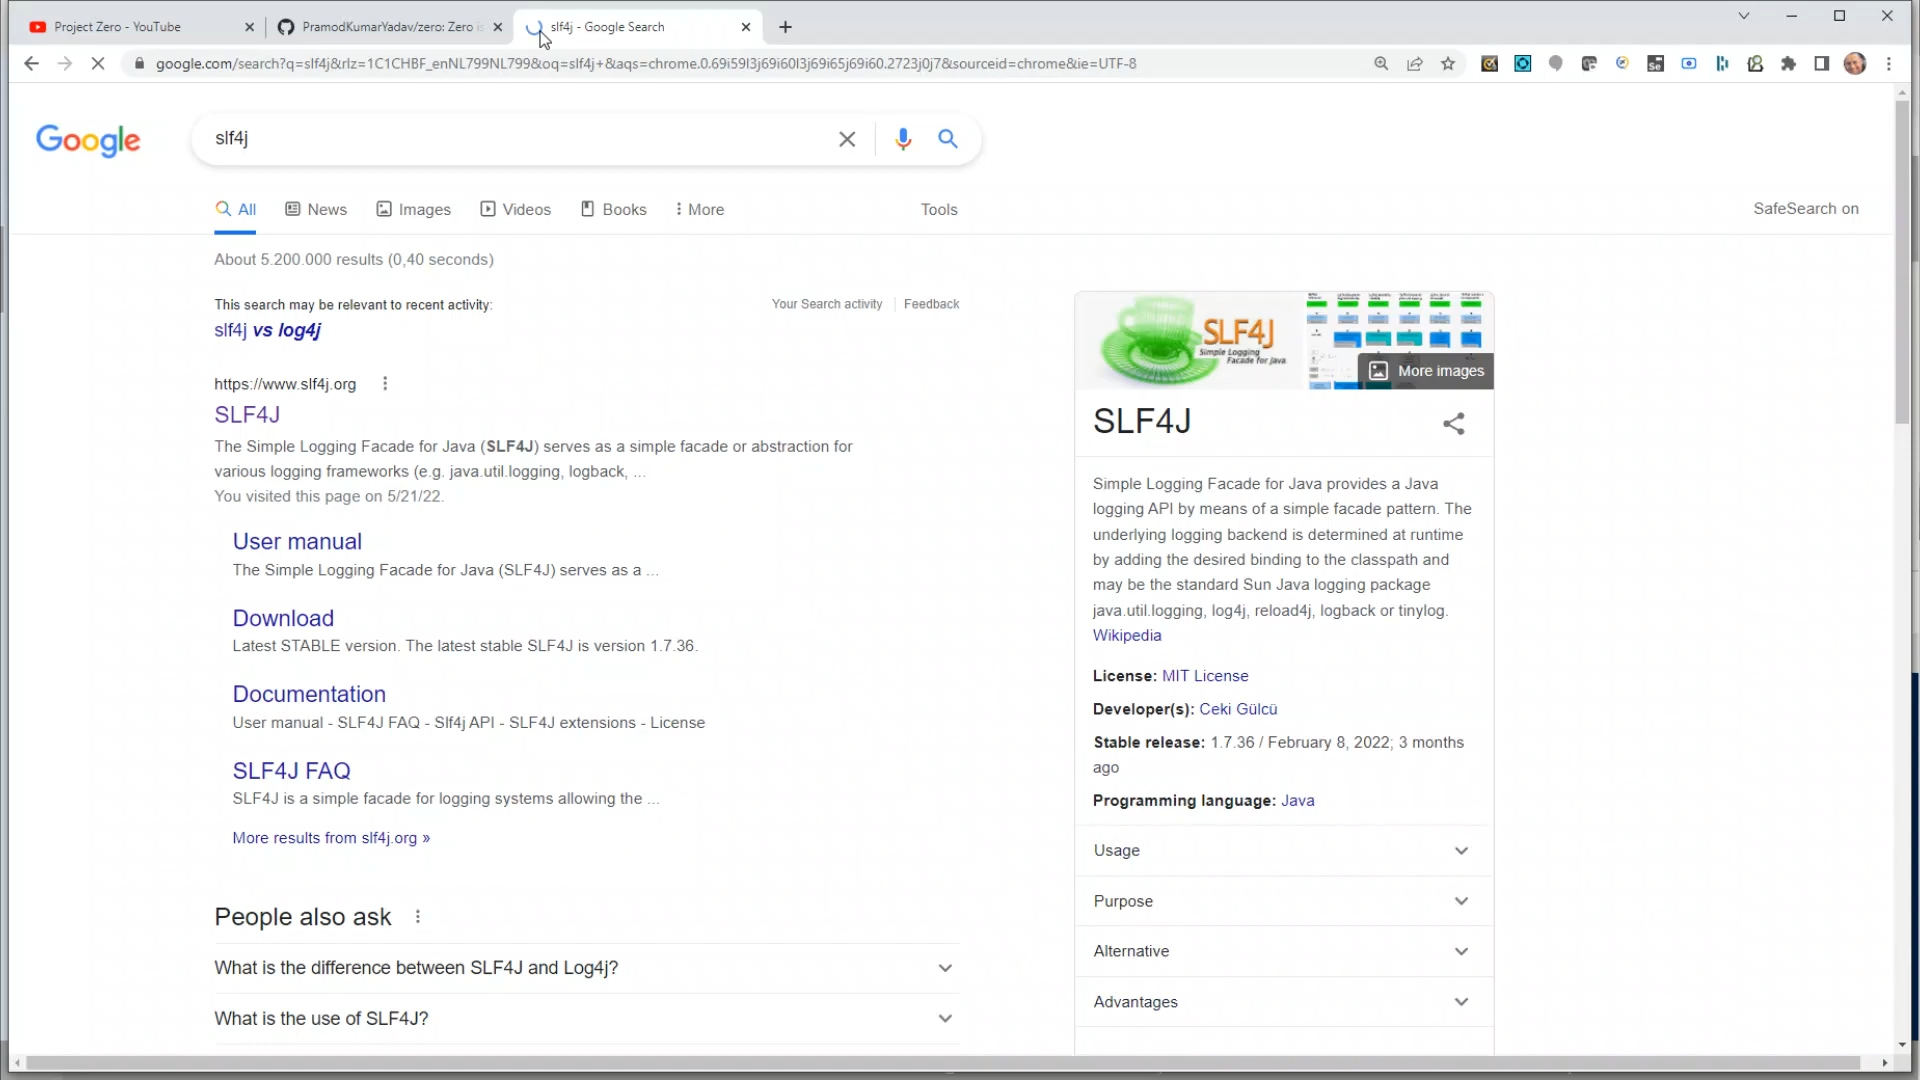 Project Zero - YouTube
PramodKumarYadav/zero: Zero is
slf4j - Google Search
google.com/search?q=slf4j&rlz=1C1CHBF_enNL799NL799&oq=slf4j+&aqs=chrome.0.69i59l3j69i60l3j69i65j69i60.2723j0j7&sourceid=chrome&ie=UTF-8
Google
slf4j
All
News
Images
Videos
Books
More
Tools
SafeSearch on
About 5.200.000 results (0,40 seconds)
This search may be relevant to recent activity:
Your Search activity
Feedback
slf4j vs log4j
https://www.slf4j.org
SLF4J
The Simple Logging Facade for Java (SLF4J) serves as a simple facade or abstraction for
various logging frameworks (e.g. java.util.logging, logback, ...
You visited this page on 5/21/22.
User manual
The Simple Logging Facade for Java (SLF4J) serves as a ...
Download
Latest STABLE version. The latest stable SLF4J is version 1.7.36.
Documentation
User manual - SLF4J FAQ - Slf4j API - SLF4J extensions - License
SLF4J FAQ
SLF4J is a simple facade for logging systems allowing the ...
More results from slf4j.org »
People also ask
What is the difference between SLF4J and Log4j?
What is the use of SLF4J?
SLF4J
Simple Logging
Facade for Java
More images
SLF4J
Simple Logging Facade for Java provides a Java
logging API by means of a simple facade pattern. The
underlying logging backend is determined at runtime
by adding the desired binding to the classpath and
may be the standard Sun Java logging package
java.util.logging, log4j, reload4j, logback or tinylog.
Wikipedia
License: MIT License
Developer(s): Ceki Gülcü
Stable release: 1.7.36 / February 8, 2022; 3 months
ago
Programming language: Java
Usage
Purpose
Alternative
Advantages